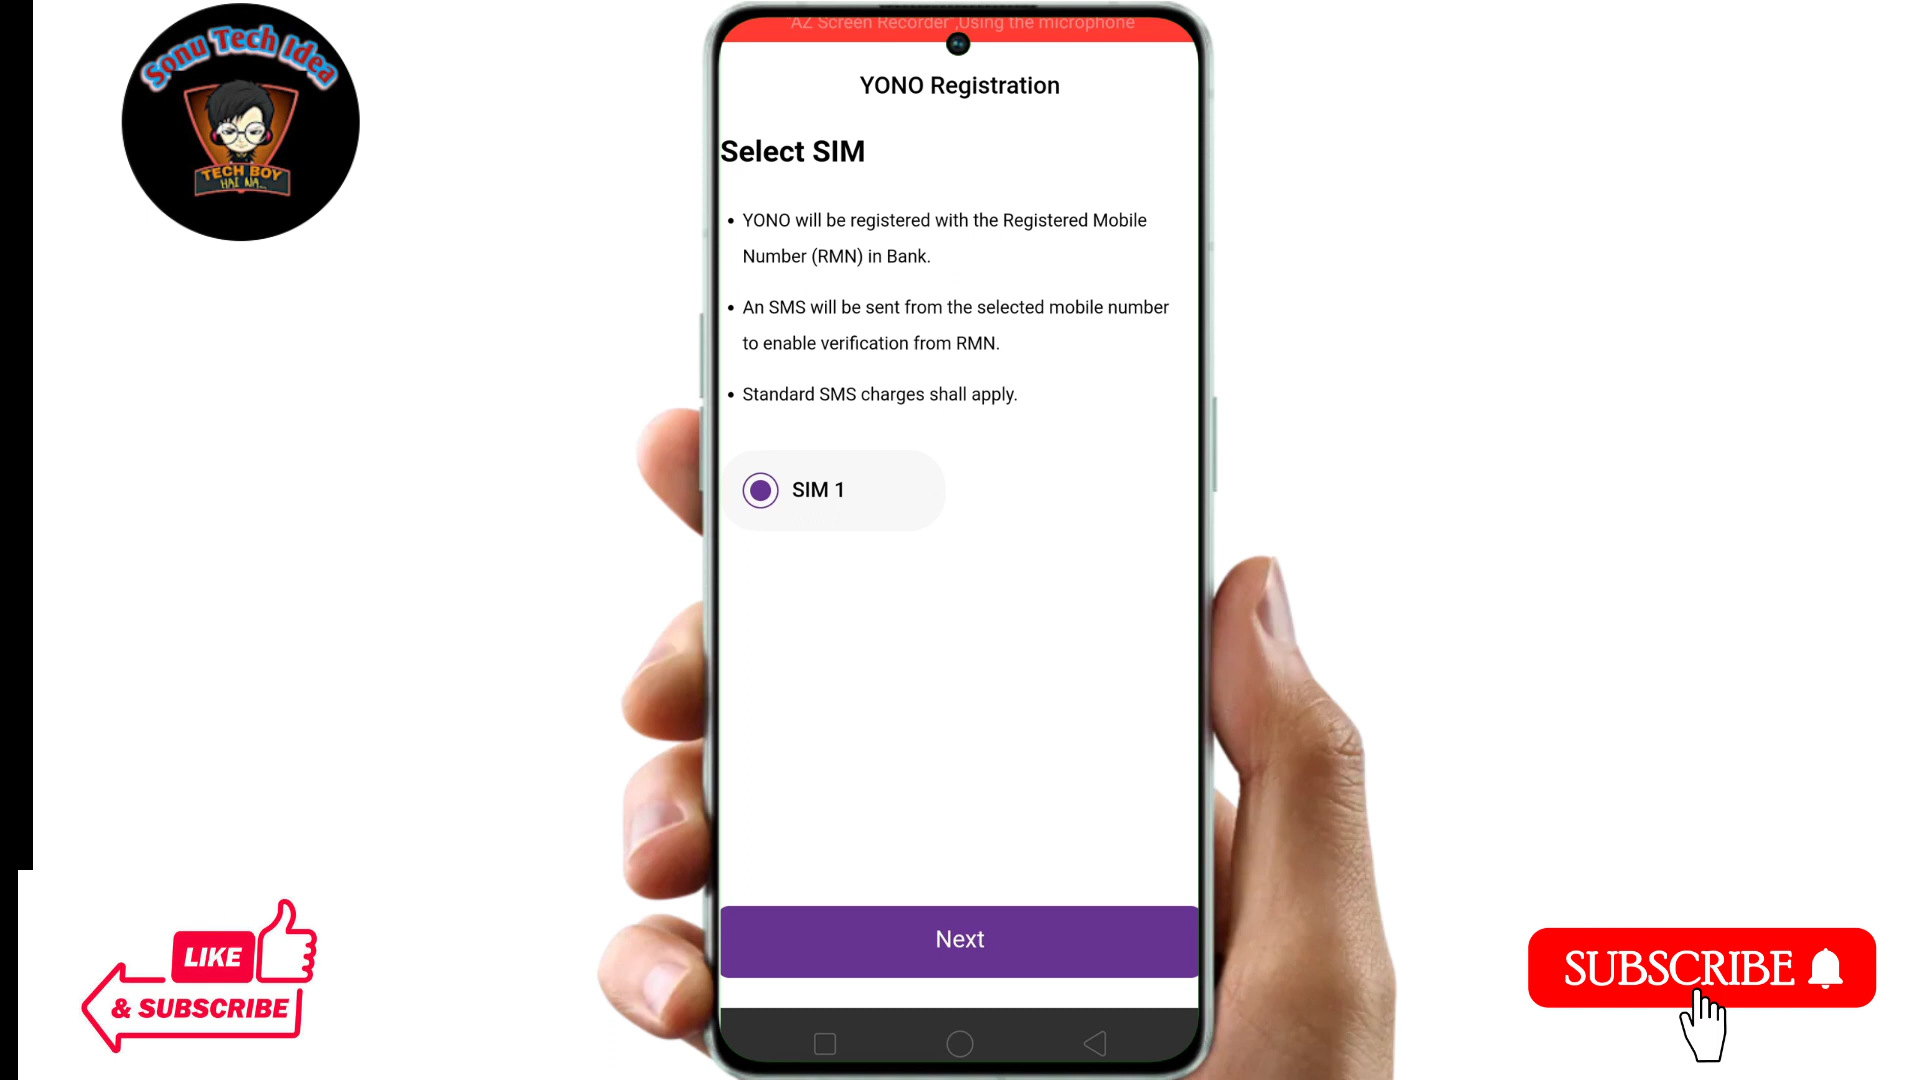 Sonu Tech Idea
TECH BOY
HAI NA...
"AZ Screen Recorder",Using the microphone
YONO Registration
Select SIM
• YONO will be registered with the Registered Mobile
Number (RMN) in Bank.
• An SMS will be sent from the selected mobile number
to enable verification from RMN.
• Standard SMS charges shall apply.
SIM 1
Next
LIKE
& SUBSCRIBE
SUBSCRIBE